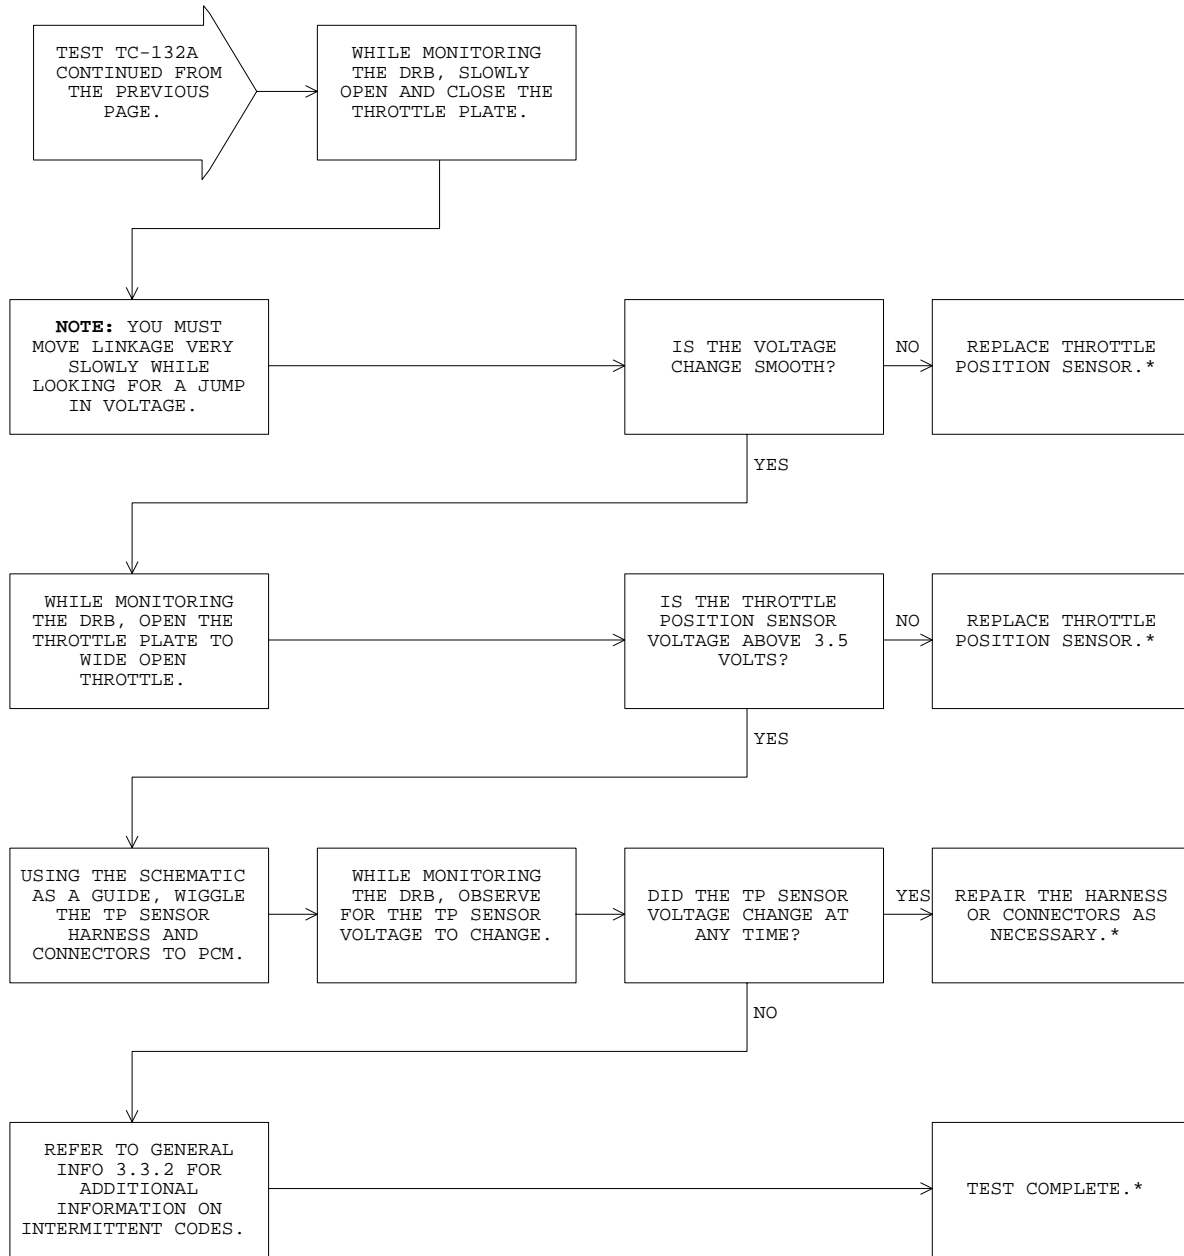 TEST TC-132A
CONTINUED FROM
THE PREVIOUS
PAGE.
WHILE MONITORING
THE DRB, SLOWLY
OPEN AND CLOSE THE
THROTTLE PLATE.
NOTE: YOU MUST
MOVE LINKAGE VERY
SLOWLY WHILE
LOOKING FOR A JUMP
IN VOLTAGE.
IS THE VOLTAGE
CHANGE SMOOTH?
NO
REPLACE THROTTLE
POSITION SENSOR.*
YES
WHILE MONITORING
THE DRB, OPEN THE
THROTTLE PLATE TO
WIDE OPEN
THROTTLE.
IS THE THROTTLE
POSITION SENSOR
VOLTAGE ABOVE 3.5
VOLTS?
NO
REPLACE THROTTLE
POSITION SENSOR.*
YES
USING THE SCHEMATIC
AS A GUIDE, WIGGLE
THE TP SENSOR
HARNESS AND
CONNECTORS TO PCM.
WHILE MONITORING
THE DRB, OBSERVE
FOR THE TP SENSOR
VOLTAGE TO CHANGE.
DID THE TP SENSOR
VOLTAGE CHANGE AT
ANY TIME?
YES
REPAIR THE HARNESS
OR CONNECTORS AS
NECESSARY.*
NO
REFER TO GENERAL
INFO 3.3.2 FOR
ADDITIONAL
INFORMATION ON
INTERMITTENT CODES.
TEST COMPLETE.*